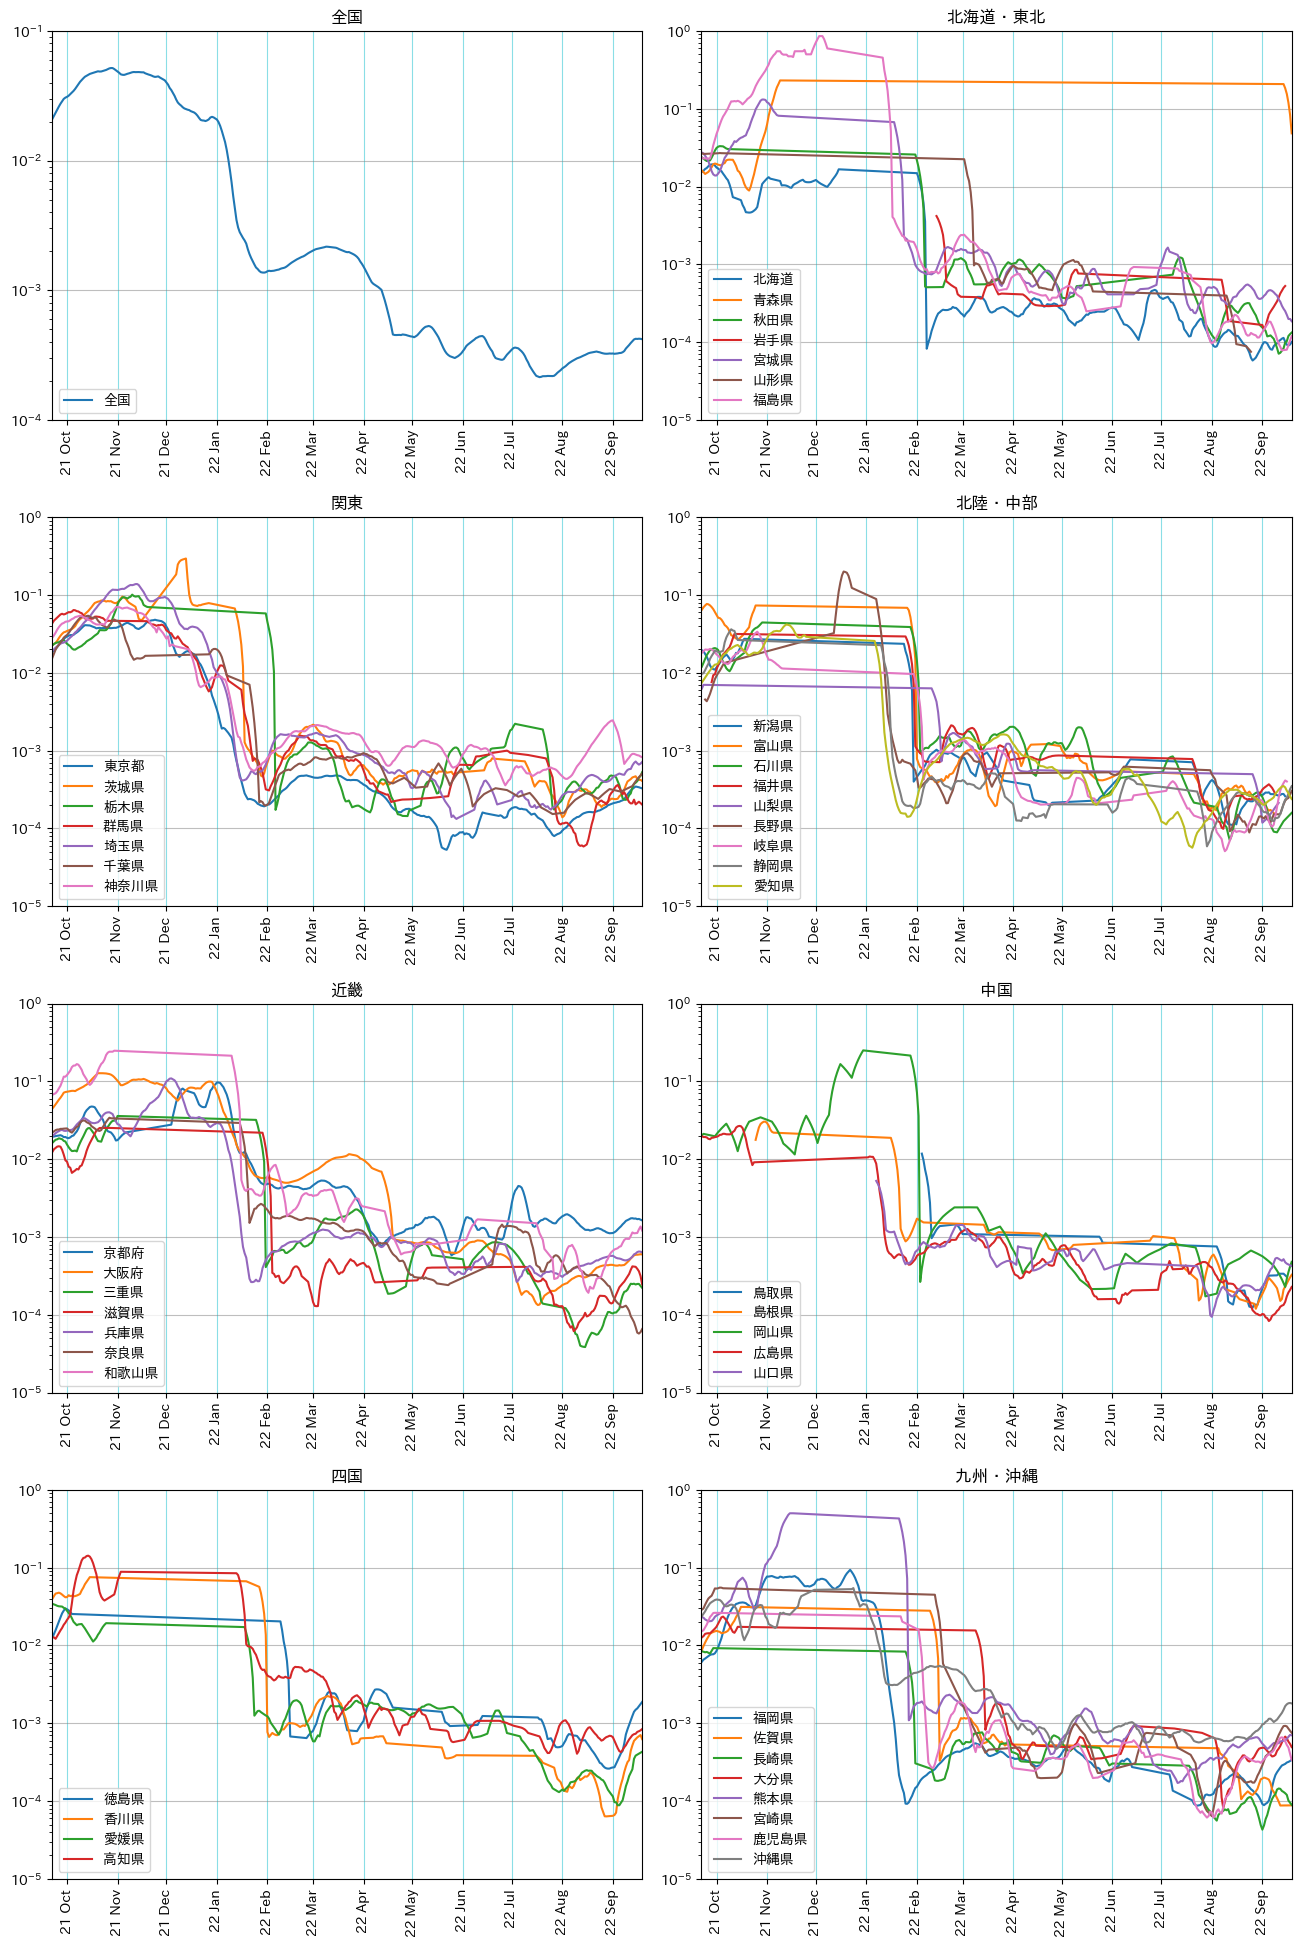 全国
10⁻¹
10⁻²
10⁻³
10⁻⁴
全国
21 Oct
21 Nov
21 Dec
22 Jan
22 Feb
22 Mar
22 Apr
22 May
22 Jun
22 Jul
22 Aug
22 Sep
北海道・東北
10⁰
10⁻¹
10⁻²
10⁻³
10⁻⁴
10⁻⁵
北海道
青森県
秋田県
岩手県
宮城県
山形県
福島県
21 Oct
21 Nov
21 Dec
22 Jan
22 Feb
22 Mar
22 Apr
22 May
22 Jun
22 Jul
22 Aug
22 Sep
関東
10⁰
10⁻¹
10⁻²
10⁻³
10⁻⁴
10⁻⁵
東京都
茨城県
栃木県
群馬県
埼玉県
千葉県
神奈川県
21 Oct
21 Nov
21 Dec
22 Jan
22 Feb
22 Mar
22 Apr
22 May
22 Jun
22 Jul
22 Aug
22 Sep
北陸・中部
10⁰
10⁻¹
10⁻²
10⁻³
10⁻⁴
10⁻⁵
新潟県
富山県
石川県
福井県
山梨県
長野県
岐阜県
静岡県
愛知県
21 Oct
21 Nov
21 Dec
22 Jan
22 Feb
22 Mar
22 Apr
22 May
22 Jun
22 Jul
22 Aug
22 Sep
近畿
10⁰
10⁻¹
10⁻²
10⁻³
10⁻⁴
10⁻⁵
京都府
大阪府
三重県
滋賀県
兵庫県
奈良県
和歌山県
21 Oct
21 Nov
21 Dec
22 Jan
22 Feb
22 Mar
22 Apr
22 May
22 Jun
22 Jul
22 Aug
22 Sep
中国
10⁰
10⁻¹
10⁻²
10⁻³
10⁻⁴
10⁻⁵
鳥取県
島根県
岡山県
広島県
山口県
21 Oct
21 Nov
21 Dec
22 Jan
22 Feb
22 Mar
22 Apr
22 May
22 Jun
22 Jul
22 Aug
22 Sep
四国
10⁰
10⁻¹
10⁻²
10⁻³
10⁻⁴
10⁻⁵
徳島県
香川県
愛媛県
高知県
21 Oct
21 Nov
21 Dec
22 Jan
22 Feb
22 Mar
22 Apr
22 May
22 Jun
22 Jul
22 Aug
22 Sep
九州・沖縄
10⁰
10⁻¹
10⁻²
10⁻³
10⁻⁴
10⁻⁵
福岡県
佐賀県
長崎県
大分県
熊本県
宮崎県
鹿児島県
沖縄県
21 Oct
21 Nov
21 Dec
22 Jan
22 Feb
22 Mar
22 Apr
22 May
22 Jun
22 Jul
22 Aug
22 Sep